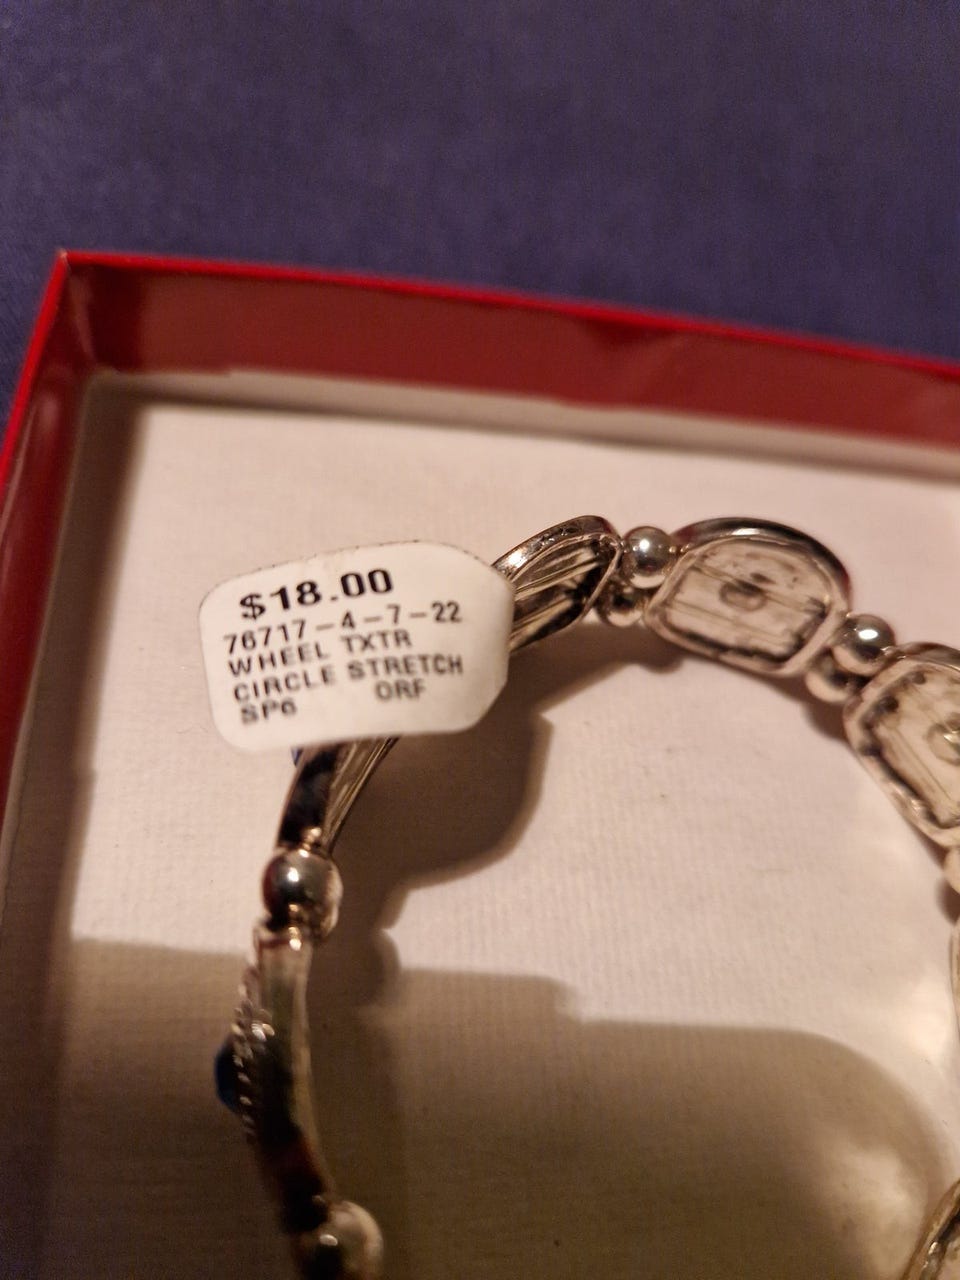 $18.00
76717-4-7-22
WHEEL TXTR
CIRCLE STRETCH
SP6 ORF